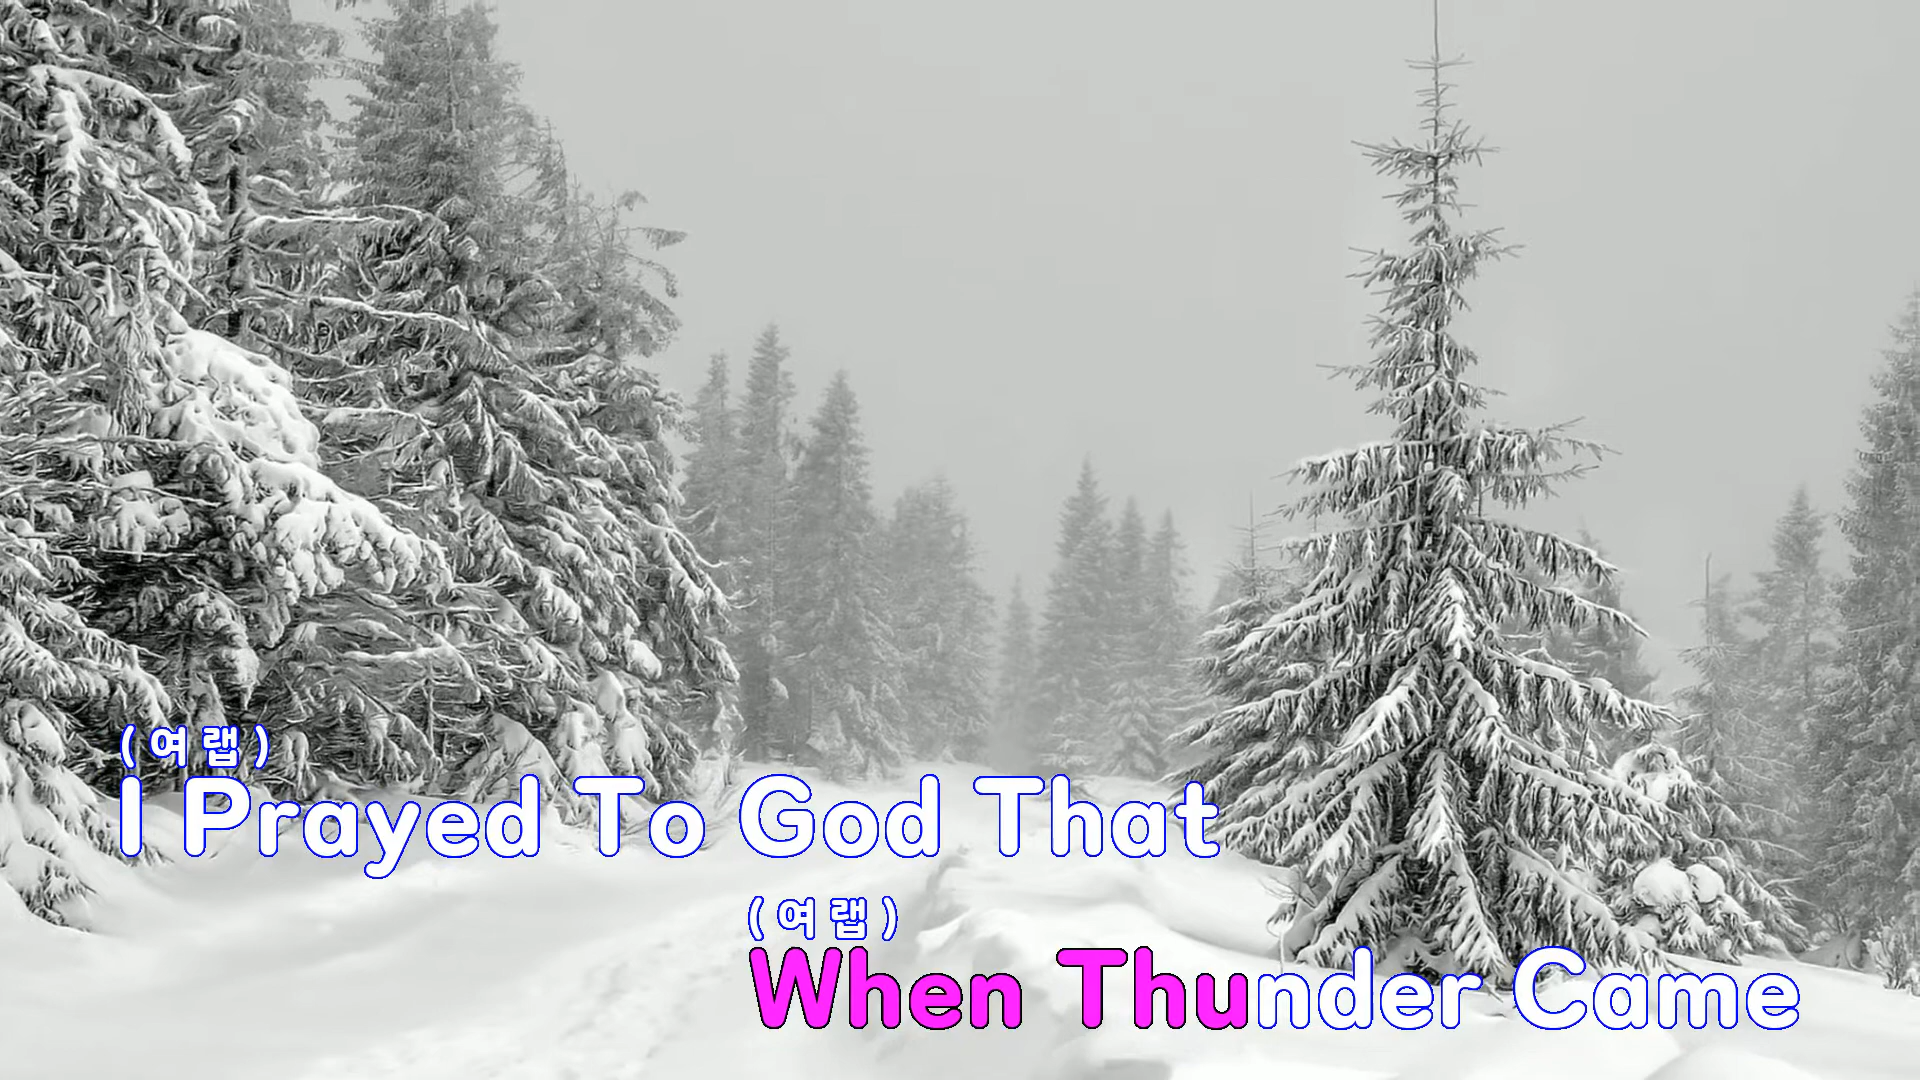 ( 여 랩 )
I Prayed To God That
( 여 랩 )
When Thunder Came